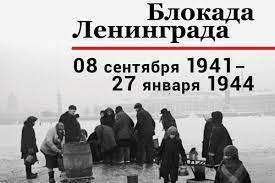 Блокада
Ленинграда
08 сентября 1941–
27 января 1944